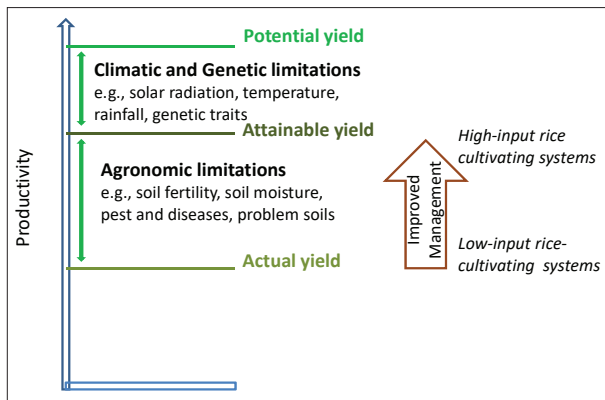 Potential yield
Climatic and Genetic limitations
e.g., solar radiation, temperature,
rainfall, genetic traits
Attainable yield
Agronomic limitations
e.g., soil fertility, soil moisture,
pest and diseases, problem soils
Actual yield
Productivity
High-input rice
cultivating systems
Improved
Management
Low-input rice-
cultivating systems